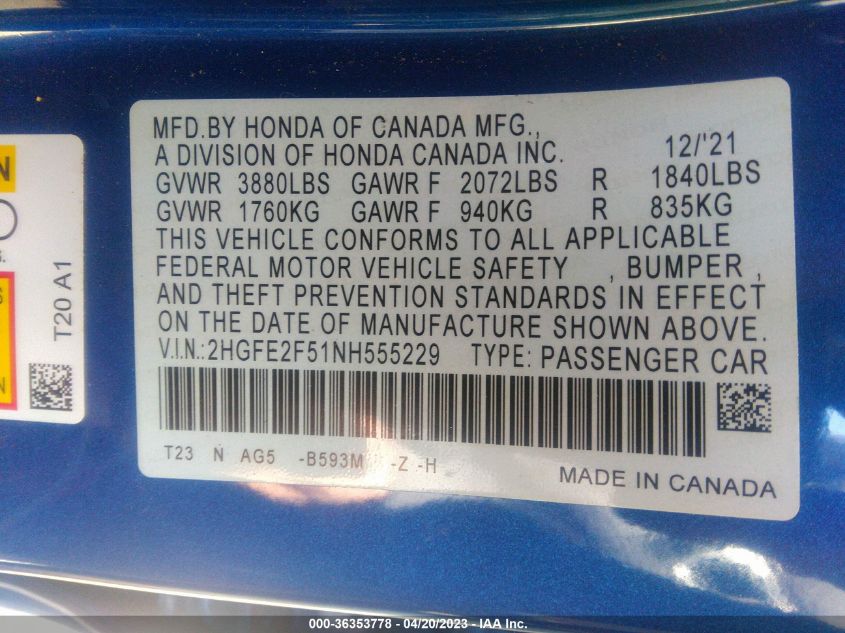 MFD.BY HONDA OF CANADA MFG.,
A DIVISION OF HONDA CANADA INC. 12/'21
GVWR 3880LBS GAWR F 2072LBS R 1840LBS
GVWR 1760KG GAWR F 940KG R 835KG
THIS VEHICLE CONFORMS TO ALL APPLICABLE
FEDERAL MOTOR VEHICLE SAFETY , BUMPER ,
AND THEFT PREVENTION STANDARDS IN EFFECT
ON THE DATE OF MANUFACTURE SHOWN ABOVE.
V.I.N.:2HGFE2F51NH555229 TYPE: PASSENGER CAR
T23 N AG5 -B593M -Z -H
MADE IN CANADA
T20 A1
000-36353778 - 04/20/2023 - IAA Inc.